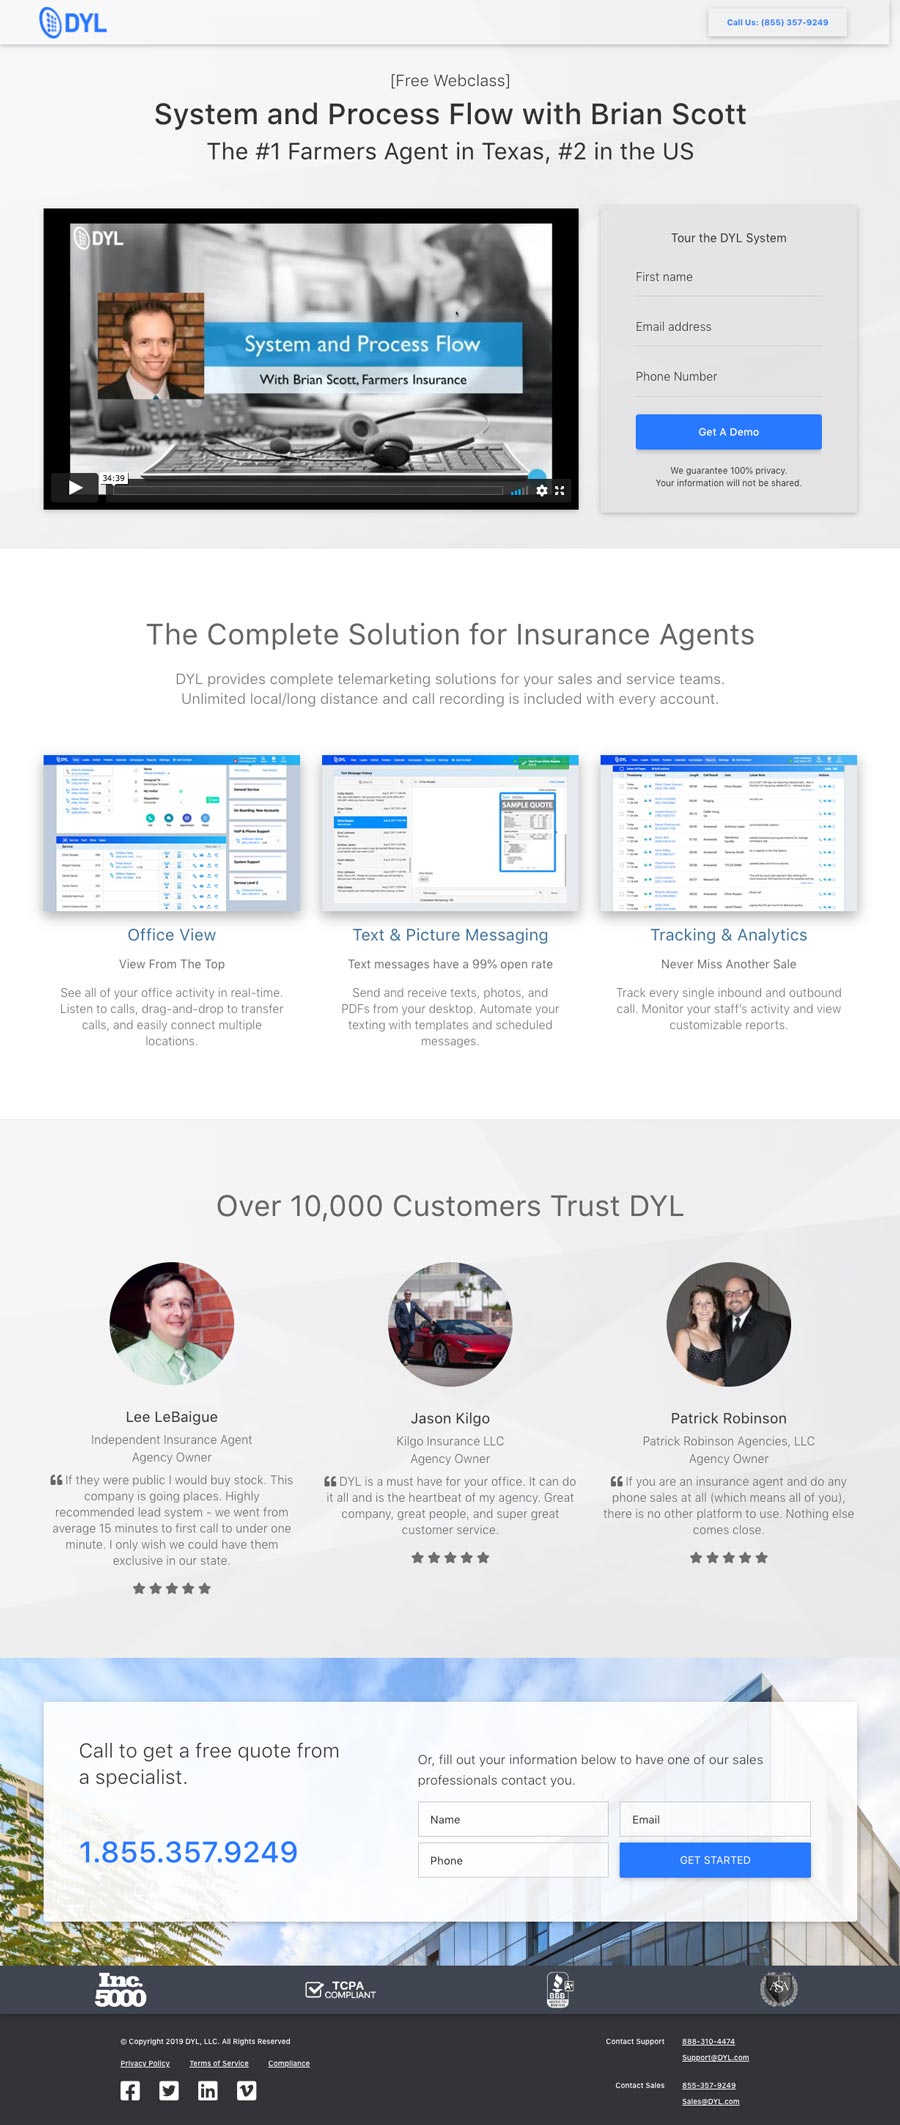 DYL
Call Us: (855) 357-9249
[Free Webclass]
System and Process Flow with Brian Scott
The #1 Farmers Agent in Texas, #2 in the US
DYL
System and Process Flow
With Brian Scott, Farmers Insurance
34:39
Tour the DYL System
First name
Email address
Phone Number
Get A Demo
We guarantee 100% privacy.
Your information will not be shared.
The Complete Solution for Insurance Agents
DYL provides complete telemarketing solutions for your sales and service teams.
Unlimited local/long distance and call recording is included with every account.
SAMPLE QUOTE
Office View
View From The Top
See all of your office activity in real-time.
Listen to calls, drag-and-drop to transfer
calls, and easily connect multiple
locations.
Text & Picture Messaging
Text messages have a 99% open rate
Send and receive texts, photos, and
PDFs from your desktop. Automate your
texting with templates and scheduled
messages.
Tracking & Analytics
Never Miss Another Sale
Track every single inbound and outbound
call. Monitor your staff's activity and view
customizable reports.
Over 10,000 Customers Trust DYL
Lee LeBaigue
Independent Insurance Agent
Agency Owner
“ If they were public I would buy stock. This
company is going places. Highly
recommended lead system - we went from
average 15 minutes to first call to under one
minute. I only wish we could have them
exclusive in our state.
Jason Kilgo
Kilgo Insurance LLC
Agency Owner
“ DYL is a must have for your office. It can do
it all and is the heartbeat of my agency. Great
company, great people, and super great
customer service.
Patrick Robinson
Patrick Robinson Agencies, LLC
Agency Owner
“ If you are an insurance agent and do any
phone sales at all (which means all of you),
there is no other platform to use. Nothing else
comes close.
Call to get a free quote from
a specialist.
1.855.357.9249
Or, fill out your information below to have one of our sales
professionals contact you.
Name
Email
Phone
GET STARTED
Inc.
5000
TCPA
COMPLIANT
BBB
A+
ASA
© Copyright 2019 DYL, LLC. All Rights Reserved
Privacy Policy Terms of Service Compliance
Contact Support 888-310-4474
Support@DYL.com
Contact Sales 855-357-9249
Sales@DYL.com